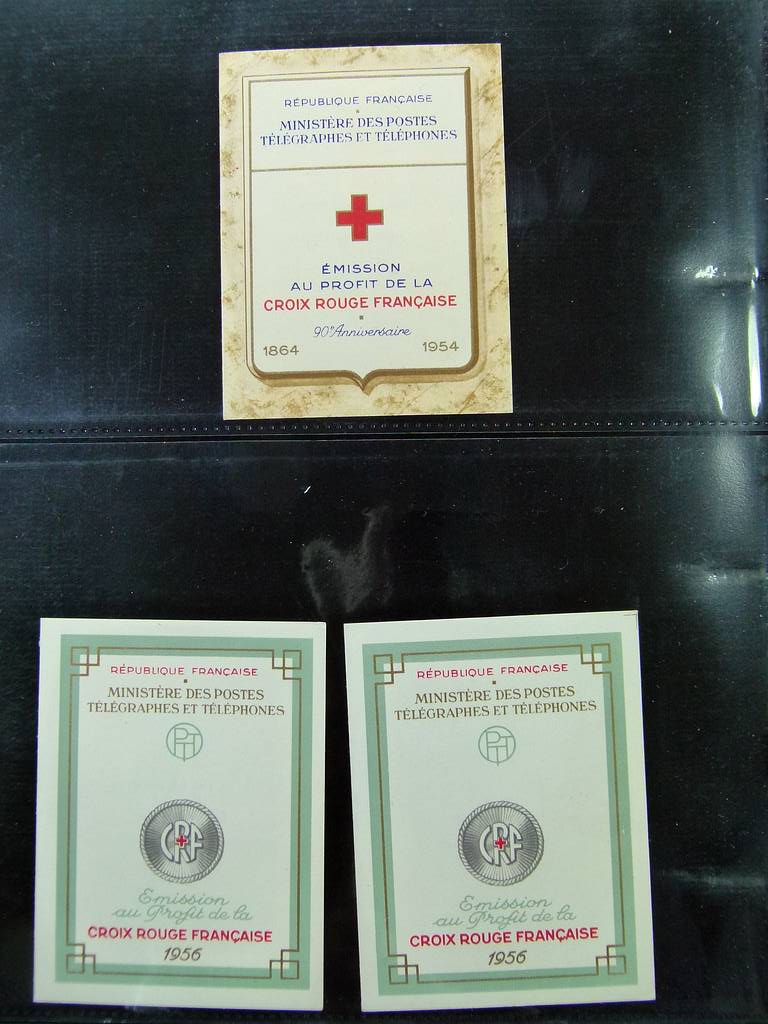 RÉPUBLIQUE FRANÇAISE
MINISTÈRE DES POSTES
TÉLÉGRAPHES ET TÉLÉPHONES
ÉMISSION
AU PROFIT DE LA
CROIX ROUGE FRANÇAISE
90e Anniversaire
1864 1954
RÉPUBLIQUE FRANÇAISE
MINISTÈRE DES POSTES
TÉLÉGRAPHES ET TÉLÉPHONES
PTT
CRF
Emission
au Profit de la
CROIX ROUGE FRANÇAISE
1956
RÉPUBLIQUE FRANÇAISE
MINISTÈRE DES POSTES
TÉLÉGRAPHES ET TÉLÉPHONES
PTT
CRF
Emission
au Profit de la
CROIX ROUGE FRANÇAISE
1956